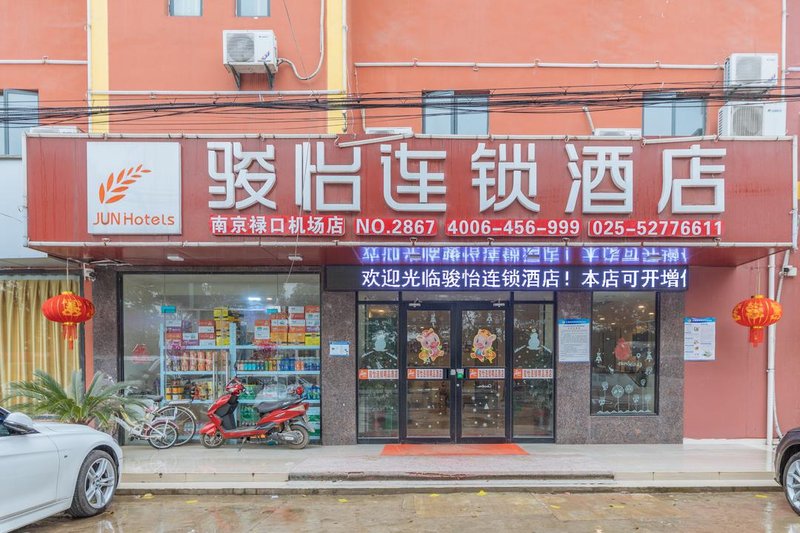 骏怡连锁酒店
JUN Hotels
南京禄口机场店 NO.2867 4006-456-999 025-52776611
欢迎光临骏怡连锁酒店！本店可开增值